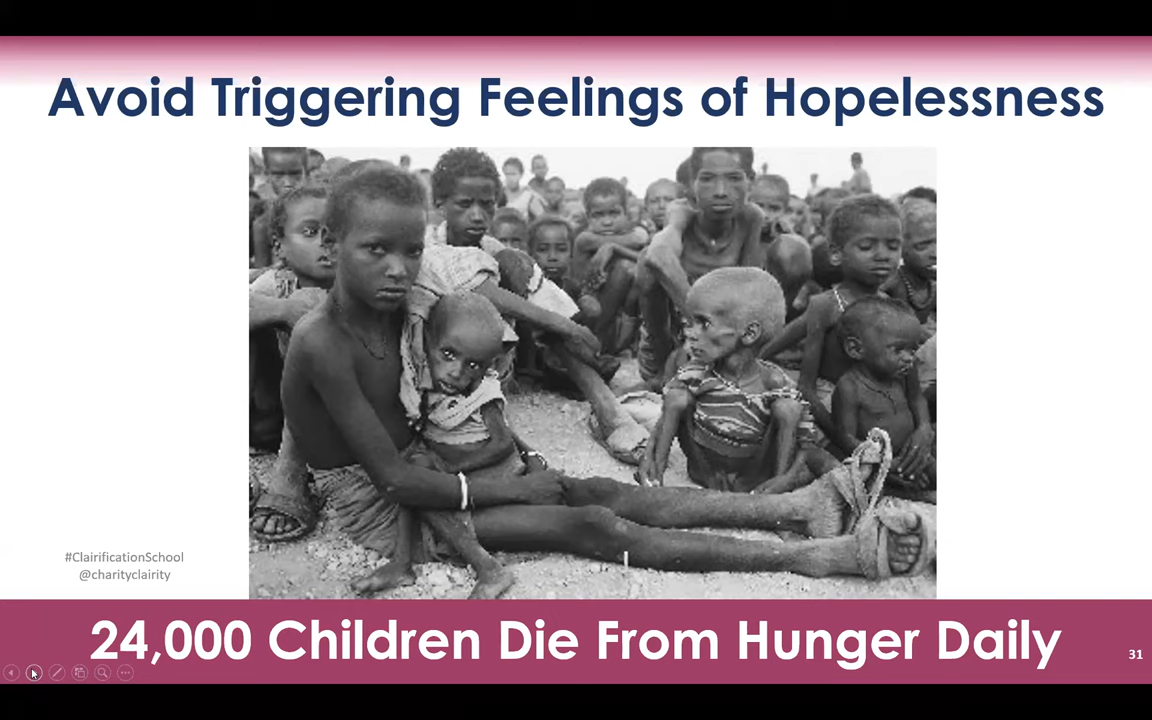 Avoid Triggering Feelings of Hopelessness
#ClairificationSchool
@charityclairity
24,000 Children Die From Hunger Daily
31